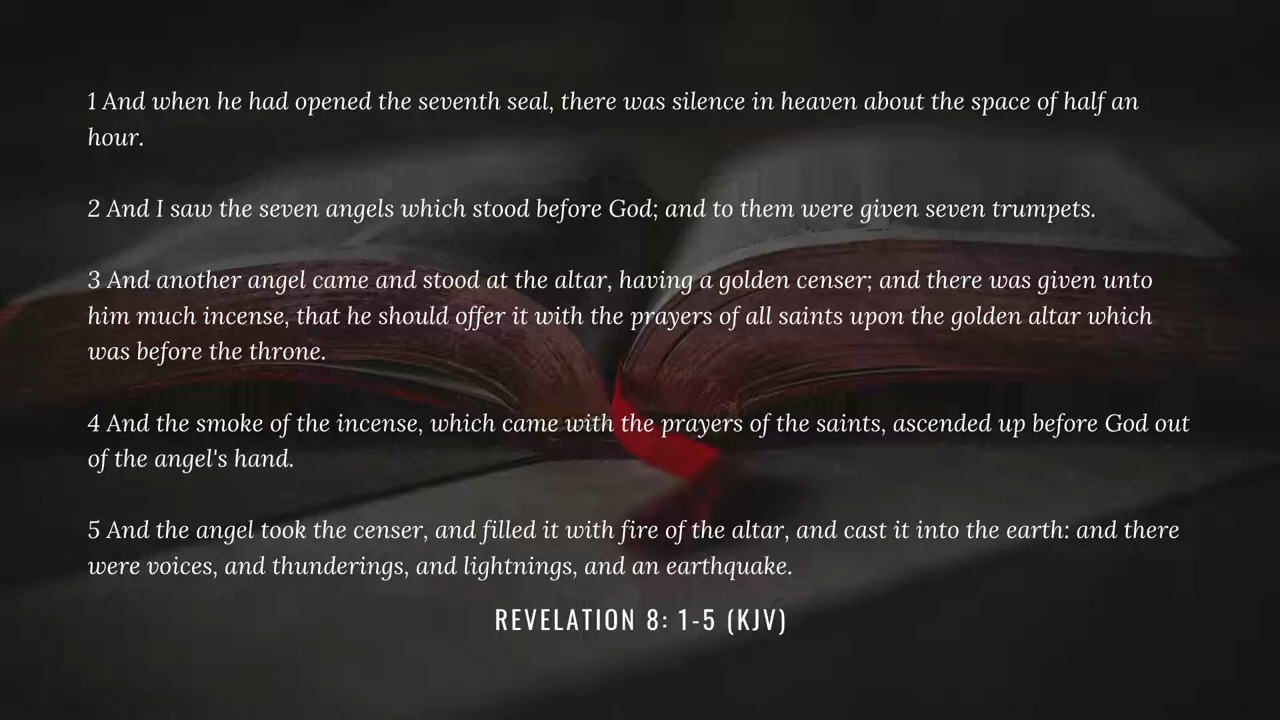 1 And when he had opened the seventh seal, there was silence in heaven about the space of half an
hour.
2 And I saw the seven angels which stood before God; and to them were given seven trumpets.
3 And another angel came and stood at the altar, having a golden censer; and there was given unto
him much incense, that he should offer it with the prayers of all saints upon the golden altar which
was before the throne.
4 And the smoke of the incense, which came with the prayers of the saints, ascended up before God out
of the angel's hand.
5 And the angel took the censer, and filled it with fire of the altar, and cast it into the earth: and there
were voices, and thunderings, and lightnings, and an earthquake.
REVELATION 8: 1-5 (KJV)